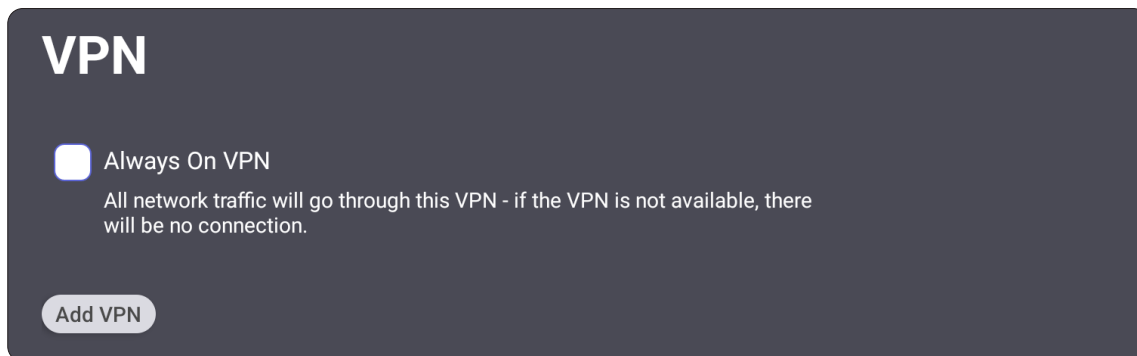 VPN
Always On VPN
All network traffic will go through this VPN - if the VPN is not available, there
will be no connection.
Add VPN